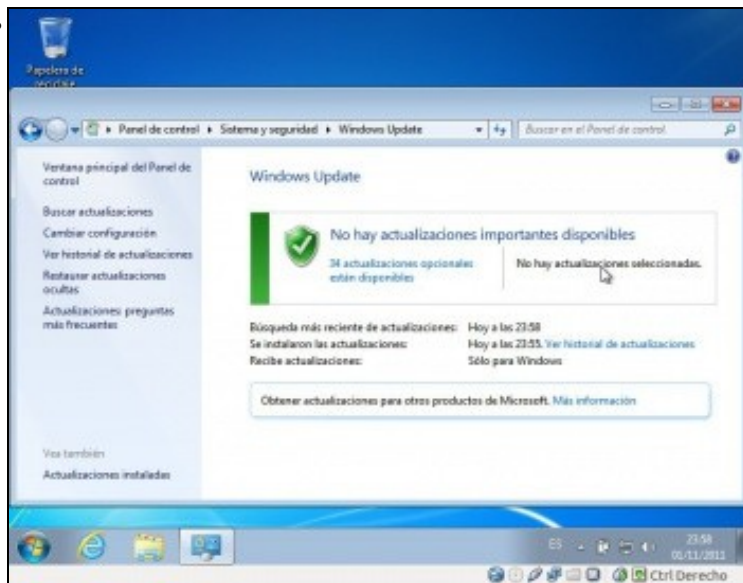 Papelera de
reciclaje
Panel de control
Sistema y seguridad
Windows Update
Buscar en el Panel de control
Ventana principal del Panel de
control
Buscar actualizaciones
Cambiar configuración
Ver historial de actualizaciones
Restaurar actualizaciones
ocultas
Actualizaciones: preguntas
más frecuentes
Vea también
Actualizaciones instaladas
Windows Update
No hay actualizaciones importantes disponibles
34 actualizaciones opcionales
están disponibles
No hay actualizaciones seleccionadas.
Búsqueda más reciente de actualizaciones: Hoy a las 23:58
Se instalaron las actualizaciones: Hoy a las 23:55. Ver historial de actualizaciones
Recibe actualizaciones: Sólo para Windows
Obtener actualizaciones para otros productos de Microsoft. Más información
ES
23:58
01/11/2011
Ctrl Derecho